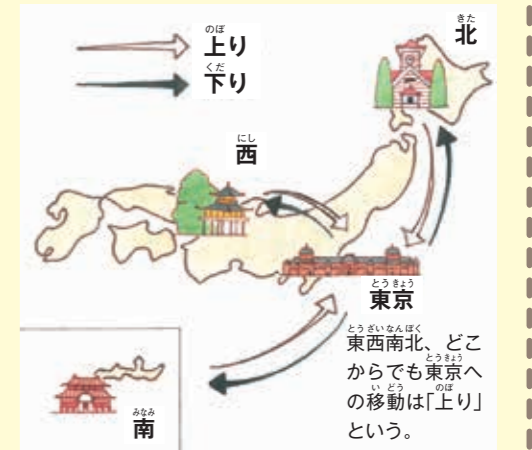 上り
下り
北
西
東京
東西南北、どこ
からでも東京へ
の移動は「上り」
という。
南